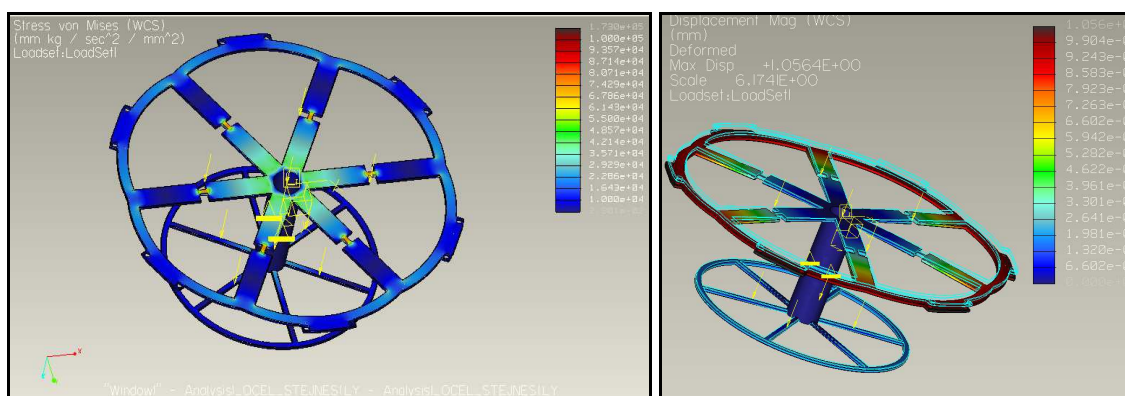 Stress von Mises (WCS)
(mm kg / sec^2 / mm^2)
Loadset:LoadSet1
1.730e+05
1.000e+05
9.357e+04
8.714e+04
8.071e+04
7.429e+04
6.786e+04
6.143e+04
5.500e+04
4.857e+04
4.214e+04
3.571e+04
2.929e+04
2.286e+04
1.643e+04
1.000e+04
Y
"Window1" - Analysis1_OCEL_STEJNESILY - Analysis1_OCEL_STEJNESILY
Displacement Mag (WCS)
(mm)
Deformed
Max Disp +1.0564E+00
Scale 6.1741E+00
Loadset:LoadSet1
1.056e+
9.904e-
9.243e-
8.583e-
7.923e-
7.263e-
6.602e-
5.942e-
5.282e-
4.622e-
3.961e-
3.301e-
2.641e-
1.981e-
1.320e-
6.602e-